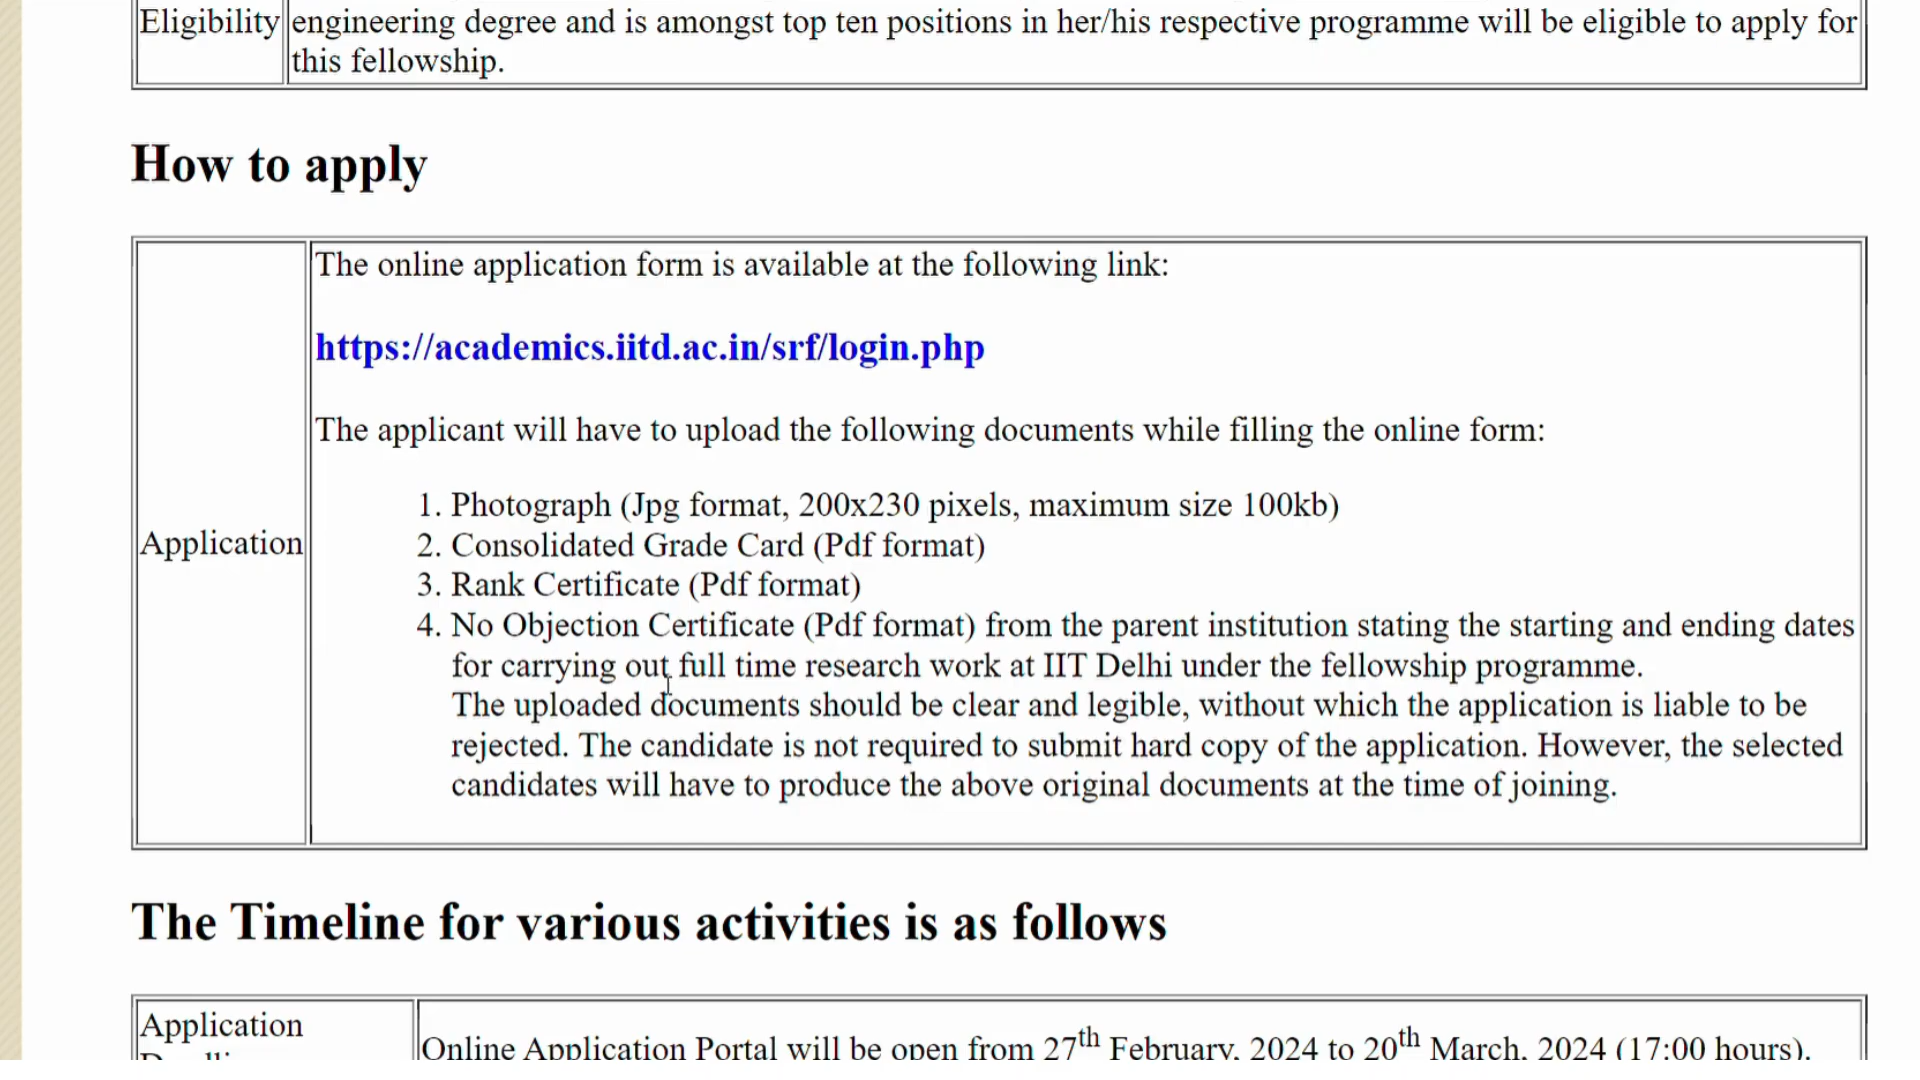 Eligibility
engineering degree and is amongst top ten positions in her/his respective programme will be eligible to apply for
this fellowship.
How to apply
Application
The online application form is available at the following link:
https://academics.iitd.ac.in/srf/login.php
The applicant will have to upload the following documents while filling the online form:
1. Photograph (Jpg format, 200x230 pixels, maximum size 100kb)
2. Consolidated Grade Card (Pdf format)
3. Rank Certificate (Pdf format)
4. No Objection Certificate (Pdf format) from the parent institution stating the starting and ending dates
for carrying out full time research work at IIT Delhi under the fellowship programme.
The uploaded documents should be clear and legible, without which the application is liable to be
rejected. The candidate is not required to submit hard copy of the application. However, the selected
candidates will have to produce the above original documents at the time of joining.
The Timeline for various activities is as follows
Application
Online Application Portal will be open from 27th February, 2024 to 20th March, 2024 (17:00 hours).